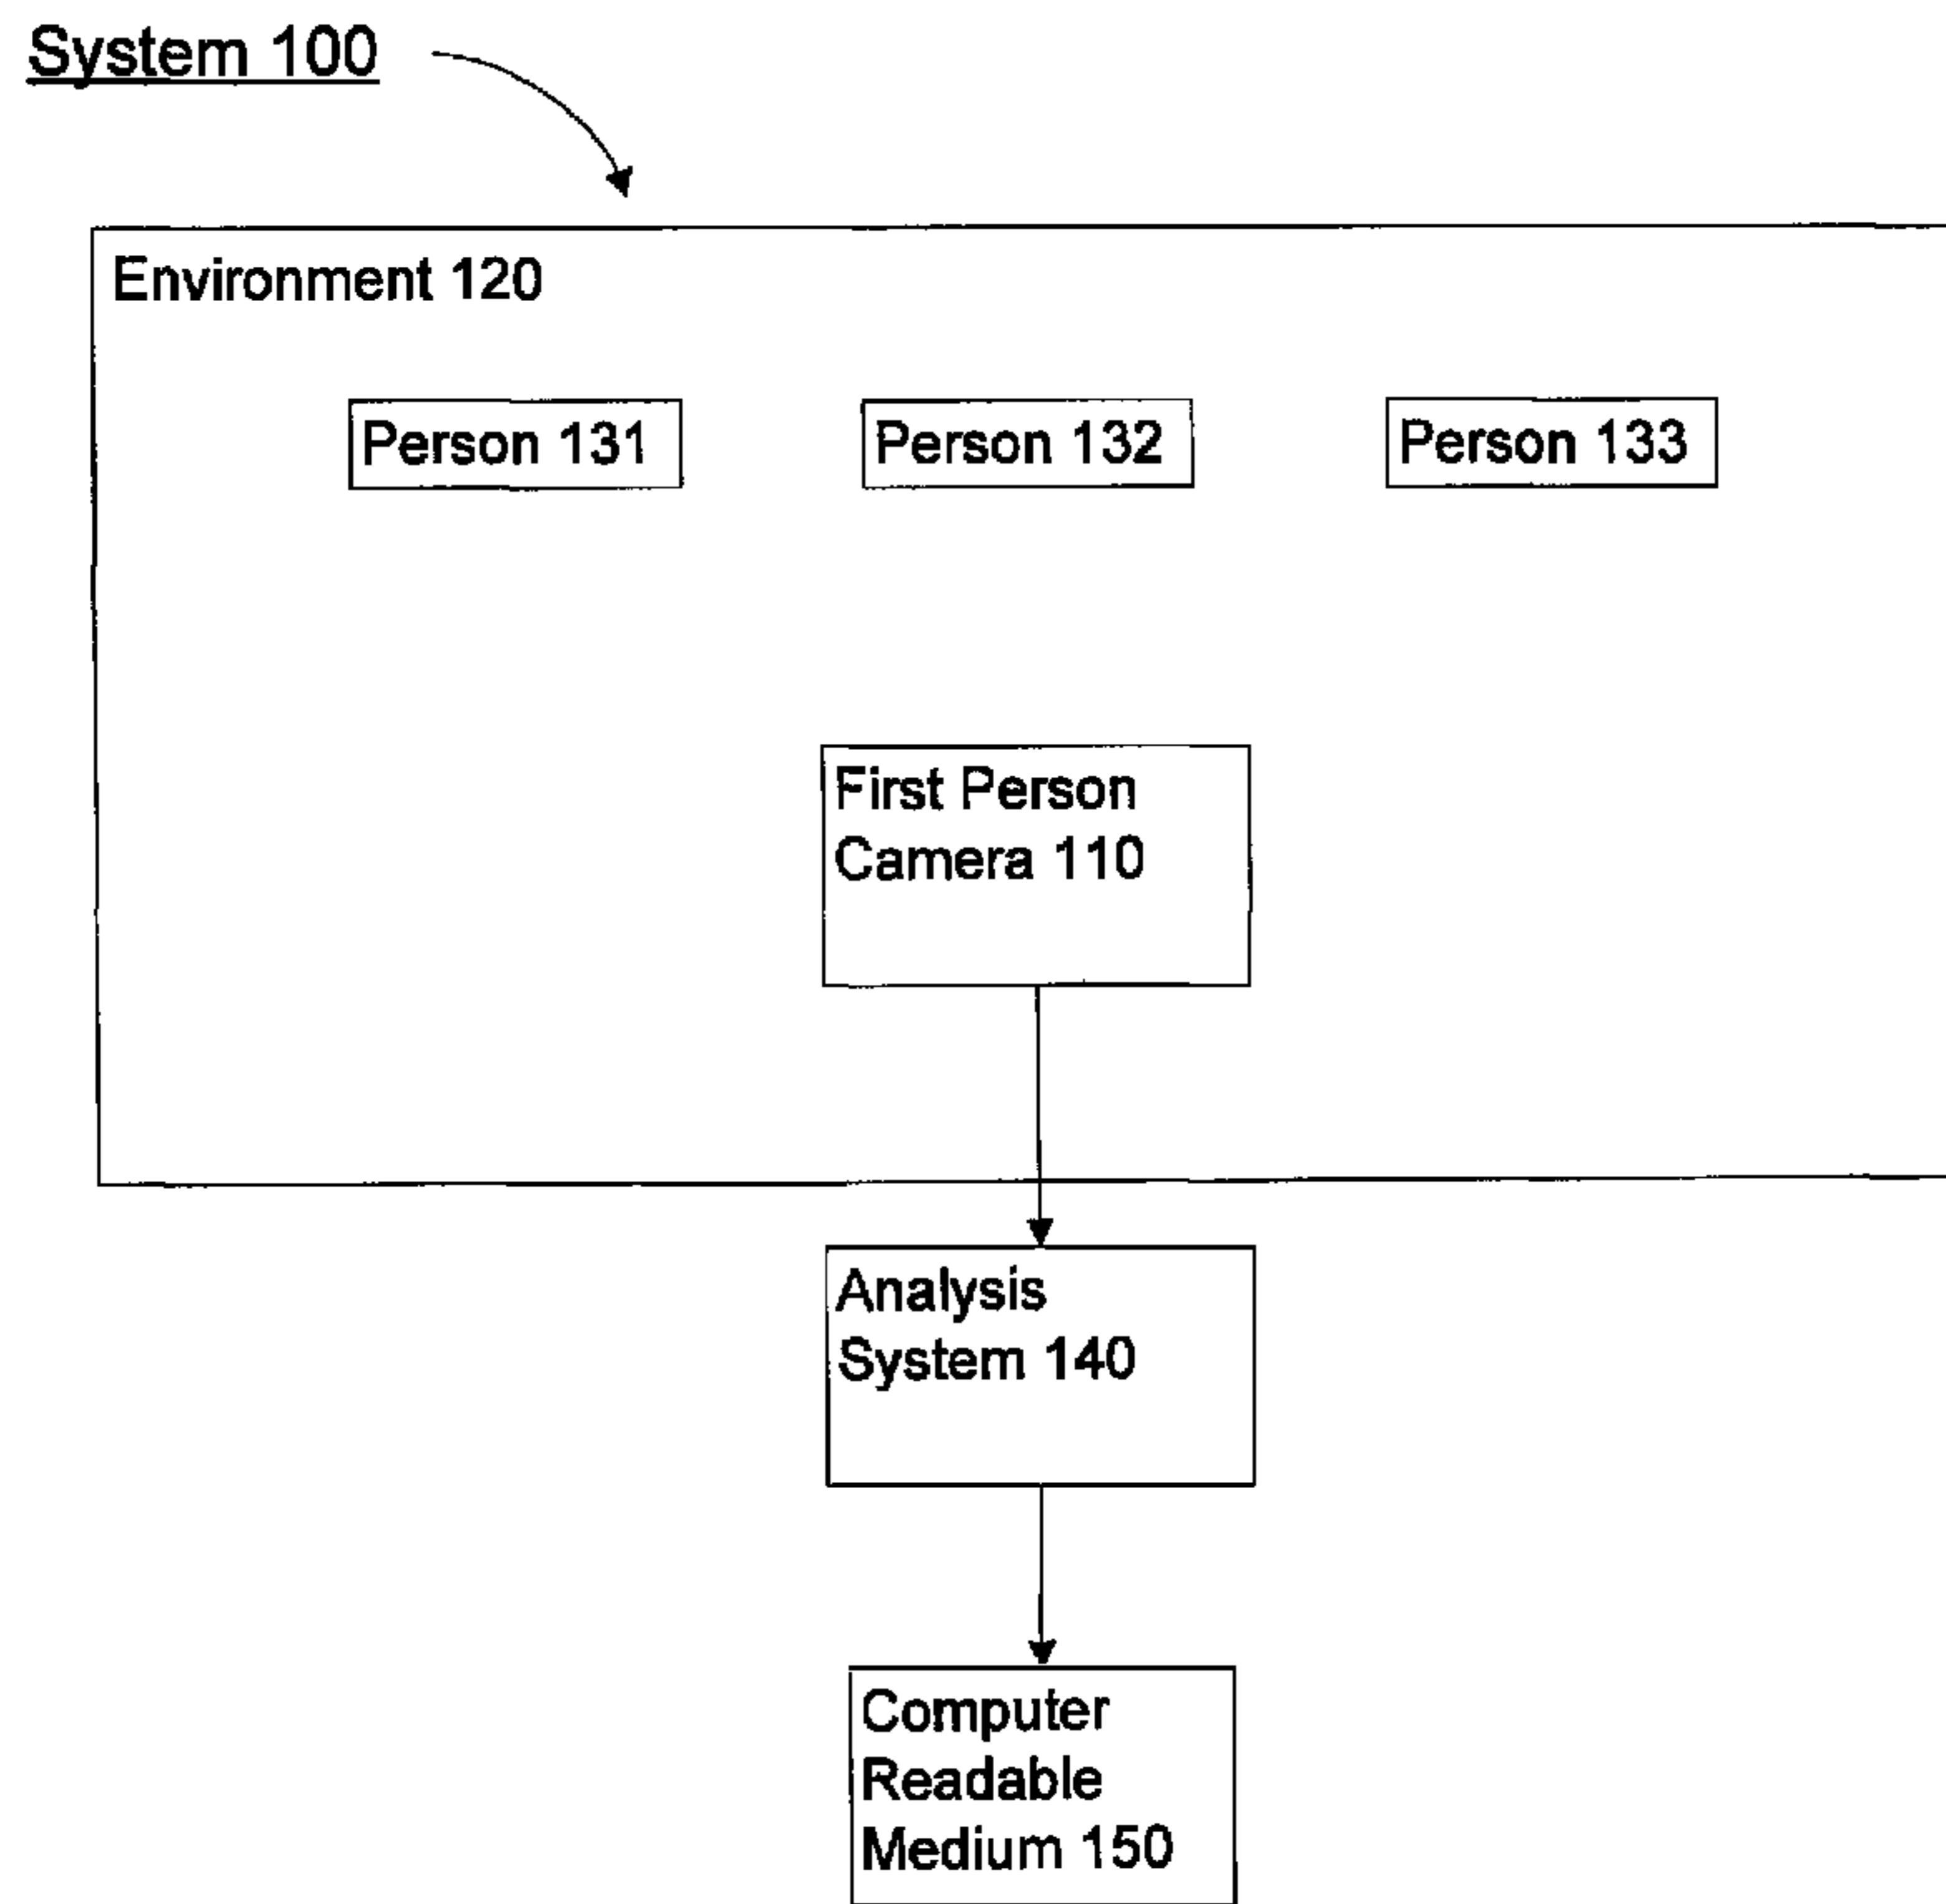 System 100
Environment 120
Person 131
Person 132
Person 133
First Person
Camera 110
Analysis
System 140
Computer
Readable
Medium 150